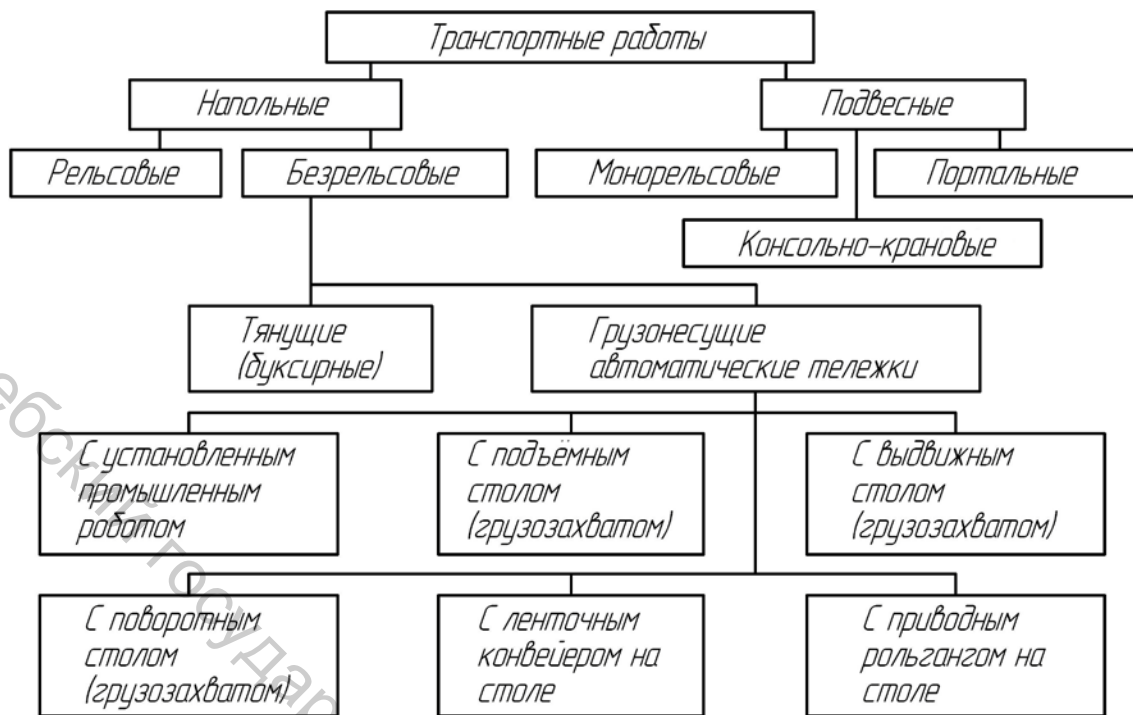 Транспортные работы
Напольные
Подвесные
Рельсовые
Безрельсовые
Монорельсовые
Портальные
Консольно-крановые
Тянущие
(буксирные)
Грузонесущие
автоматические тележки
С установленным
промышленным
роботом
С подъёмным
столом
(грузозахватом)
С выдвижным
столом
(грузозахватом)
С поворотным
столом
(грузозахватом)
С ленточным
конвейером на
столе
С приводным
рольгангом на
столе